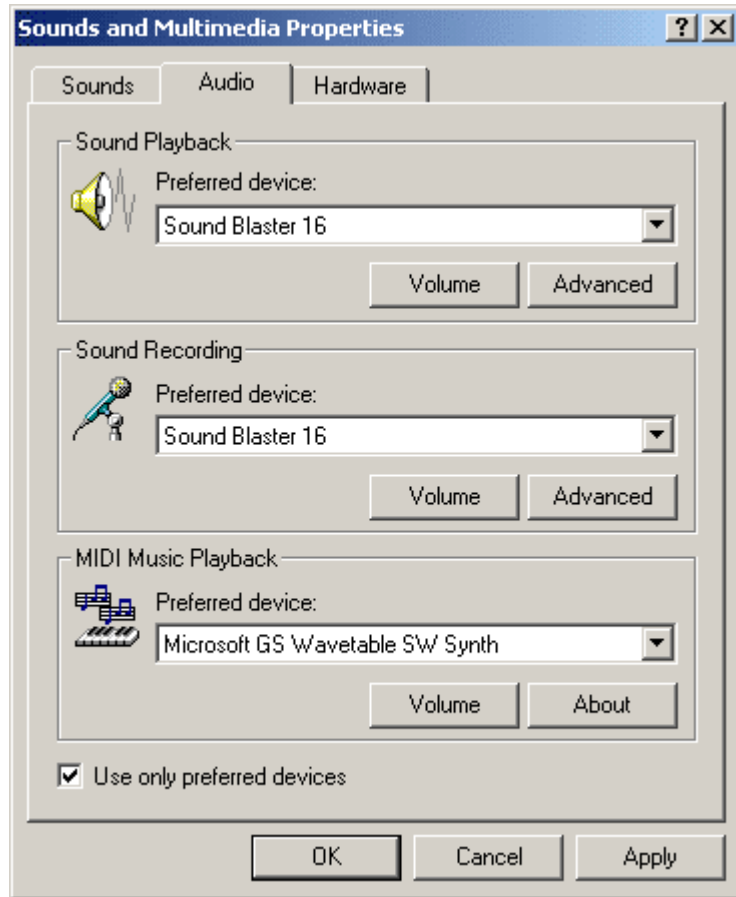 Sounds and Multimedia Properties
Sounds Audio Hardware
Sound Playback
Preferred device:
Sound Blaster 16
Volume Advanced
Sound Recording
Preferred device:
Sound Blaster 16
Volume Advanced
MIDI Music Playback
Preferred device:
Microsoft GS Wavetable SW Synth
Volume About
Use only preferred devices
OK Cancel Apply